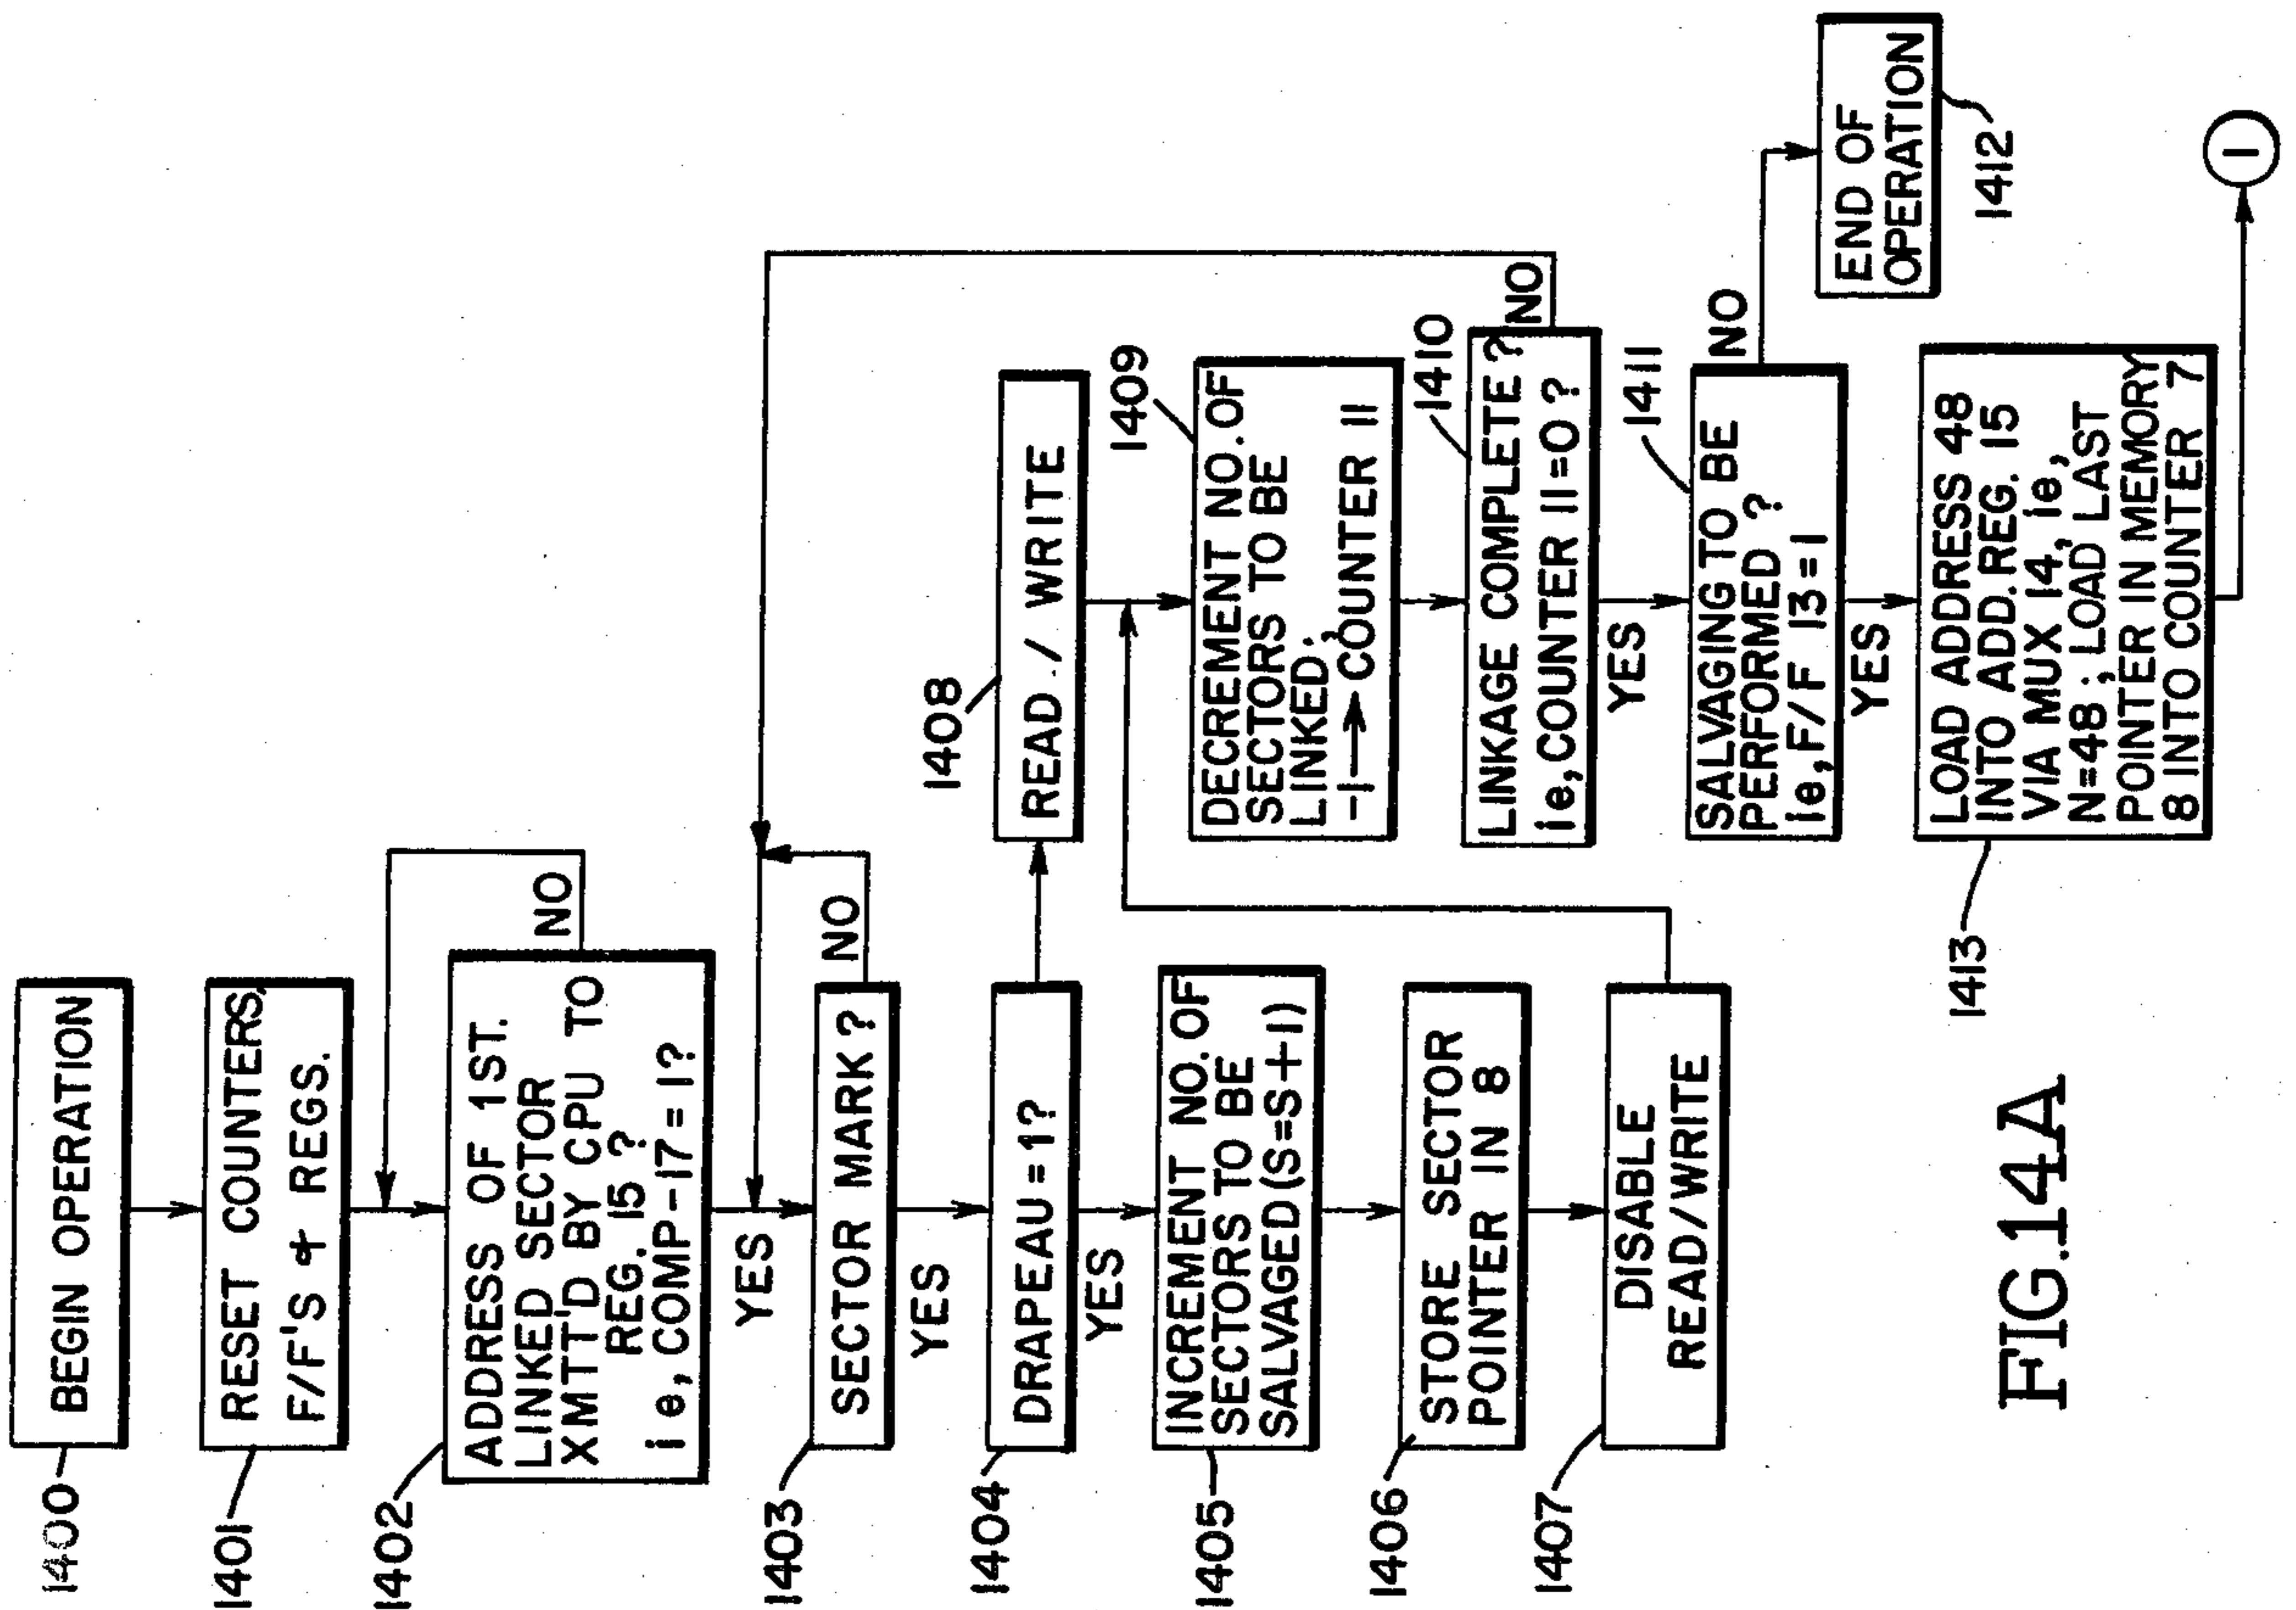 1400
BEGIN OPERATION
1401
RESET COUNTERS,
F/F'S & REGS.
1402
ADDRESS OF 1ST.
LINKED SECTOR
XMTT'D BY CPU TO
REG. 15 ?
i e, COMP-17 = 1?
NO
YES
1403
SECTOR MARK?
NO
YES
1404
DRAPEAU = 1?
YES
1405
INCREMENT NO. OF
SECTORS TO BE
SALVAGED (S=S+1)
1406
STORE SECTOR
POINTER IN 8
1407
DISABLE
READ/WRITE
1408
READ / WRITE
1409
DECREMENT NO. OF
SECTORS TO BE
LINKED;
-1 → COUNTER 11
1410
LINKAGE COMPLETE ?
ie, COUNTER 11=0 ?
NO
YES
1411
SALVAGING TO BE
PERFORMED ?
ie, F/F 13=1
NO
YES
1412
END OF
OPERATION
1413
LOAD ADDRESS 48
INTO ADD. REG. 15
VIA MUX 14, ie,
N=48; LOAD LAST
POINTER IN MEMORY
8 INTO COUNTER 7
1
FIG.14A